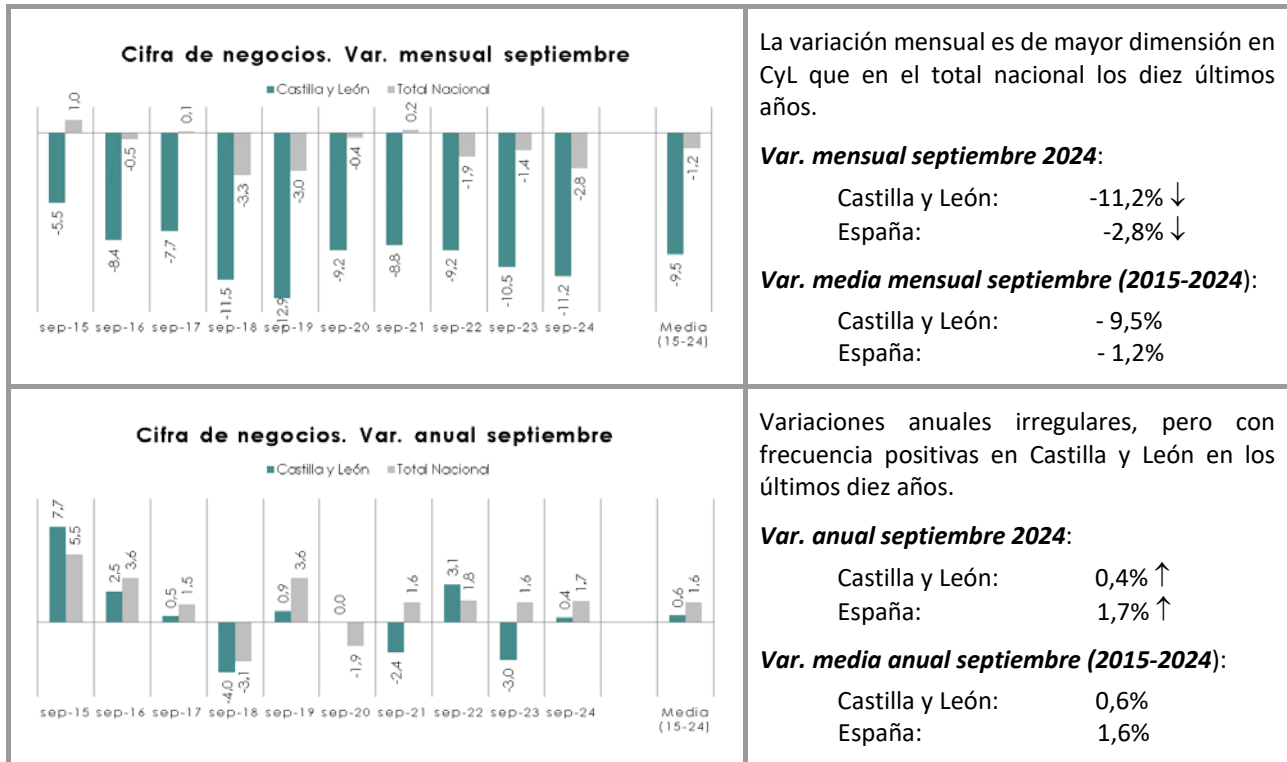 Cifra de negocios. Var. mensual septiembre
Castilla y León Total Nacional
1,0
0,1
0,2
-5,5
-8,4
-0,5
-7,7
-11,5
-3,3
-12,9
-3,0
-9,2
-0,4
-8,8
-9,2
-1,9
-10,5
-1,4
-11,2
-2,8
-9,5
-1,2
sep-15 sep-16 sep-17 sep-18 sep-19 sep-20 sep-21 sep-22 sep-23 sep-24 Media
(15-24)
La variación mensual es de mayor dimensión en
CyL que en el total nacional los diez últimos
años.
Var. mensual septiembre 2024:
Castilla y León: -11,2% ↓
España: -2,8% ↓
Var. media mensual septiembre (2015-2024):
Castilla y León: - 9,5%
España: - 1,2%
Cifra de negocios. Var. anual septiembre
Castilla y León Total Nacional
7,7
5,5
2,5
3,6
0,5
1,5
-4,0
-3,1
0,9
3,6
0,0
-1,9
-2,4
1,6
3,1
1,8
-3,0
1,6
0,4
1,7
0,6
1,6
sep-15 sep-16 sep-17 sep-18 sep-19 sep-20 sep-21 sep-22 sep-23 sep-24 Media
(15-24)
Variaciones anuales irregulares, pero con
frecuencia positivas en Castilla y León en los
últimos diez años.
Var. anual septiembre 2024:
Castilla y León: 0,4% ↑
España: 1,7% ↑
Var. media anual septiembre (2015-2024):
Castilla y León: 0,6%
España: 1,6%